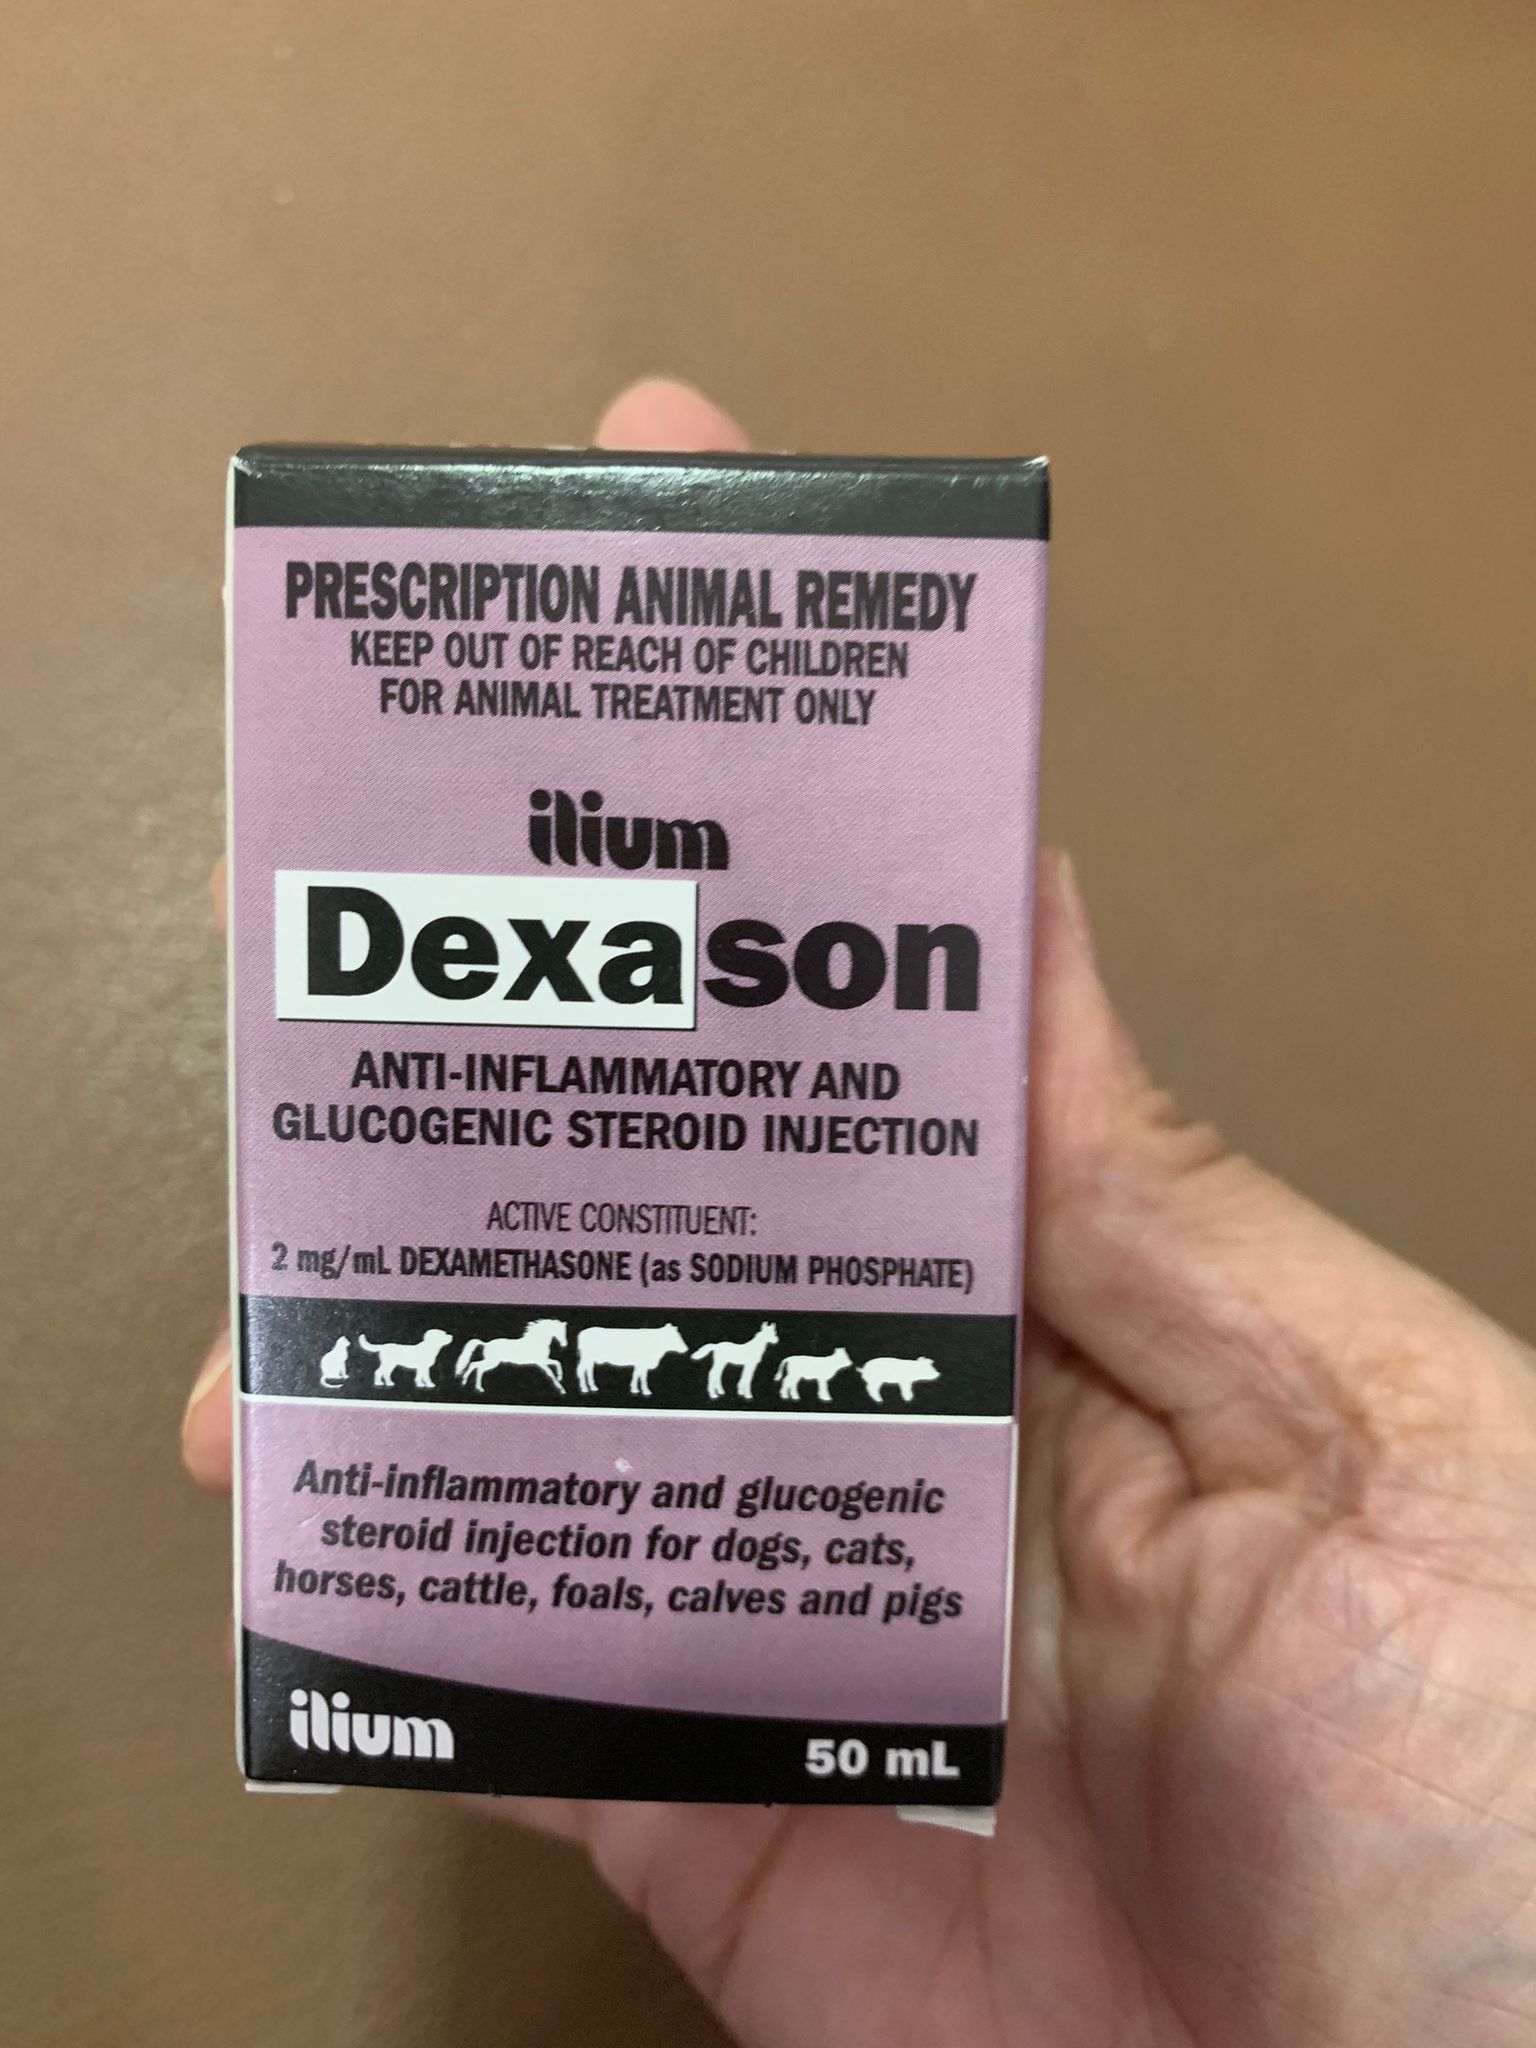 PRESCRIPTION ANIMAL REMEDY
KEEP OUT OF REACH OF CHILDREN
FOR ANIMAL TREATMENT ONLY
ilium
Dexason
ANTI-INFLAMMATORY AND
GLUCOGENIC STEROID INJECTION
ACTIVE CONSTITUENT:
2 mg/mL DEXAMETHASONE (as SODIUM PHOSPHATE)
Anti-inflammatory and glucogenic
steroid injection for dogs, cats,
horses, cattle, foals, calves and pigs
ilium
50 mL